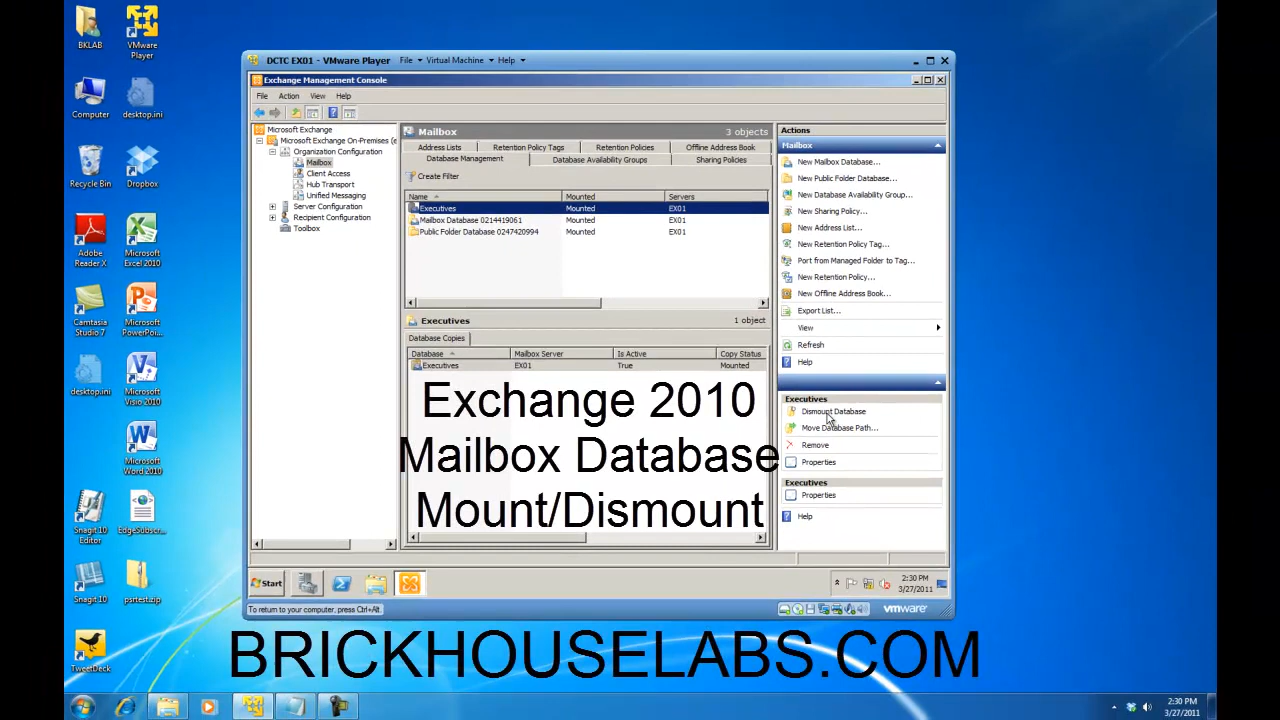 BKLAB
VMware Player
Computer
desktop.ini
Recycle Bin
Dropbox
Adobe Reader X
Microsoft Excel 2010
Camtasia Studio 7
Microsoft PowerPoi...
desktop.ini
Microsoft Visio 2010
Microsoft Word 2010
Snagit 10 Editor
EdgeSubscr...
Snagit 10
psrtest.zip
TweetDeck
DCTC EX01 - VMware Player File Virtual Machine Help
Exchange Management Console
File Action View Help
Microsoft Exchange
Microsoft Exchange On-Premises (e
Organization Configuration
Mailbox
Client Access
Hub Transport
Unified Messaging
Server Configuration
Recipient Configuration
Toolbox
Mailbox 3 objects
Address Lists Retention Policy Tags Retention Policies Offline Address Book
Database Management Database Availability Groups Sharing Policies
Create Filter
Name Mounted Servers
Executives Mounted EX01
Mailbox Database 0214419061 Mounted EX01
Public Folder Database 0247420994 Mounted EX01
Executives 1 object
Database Copies
Database Mailbox Server Is Active Copy Status
Executives EX01 True Mounted
Exchange 2010
Mailbox Database
Mount/Dismount
Actions
Mailbox
New Mailbox Database...
New Public Folder Database...
New Database Availability Group...
New Sharing Policy...
New Address List...
New Retention Policy Tag...
Port from Managed Folder to Tag...
New Retention Policy...
New Offline Address Book...
Export List...
View
Refresh
Help
Executives
Dismount Database
Move Database Path...
Remove
Properties
Executives
Properties
Help
Start
2:30 PM
3/27/2011
To return to your computer, press Ctrl+Alt.
vmware
BRICKHOUSELABS.COM
2:30 PM
3/27/2011